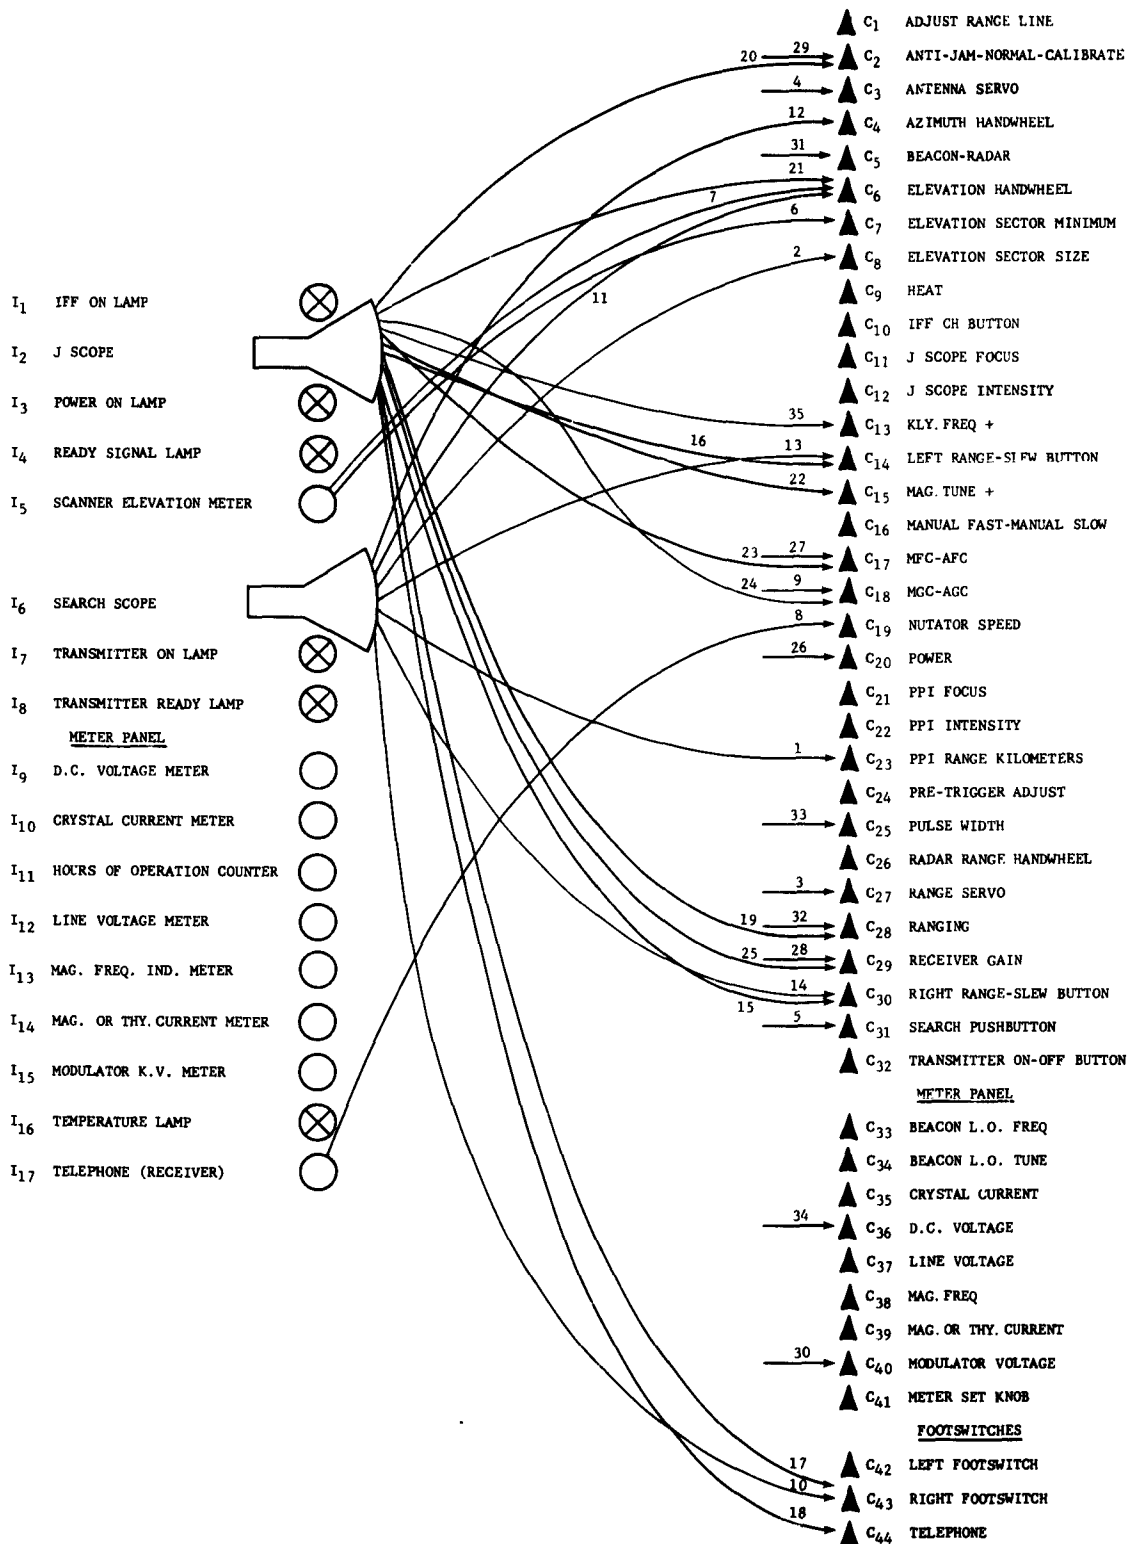 I1 IFF ON LAMP
I2 J SCOPE
I3 POWER ON LAMP
I4 READY SIGNAL LAMP
I5 SCANNER ELEVATION METER
I6 SEARCH SCOPE
I7 TRANSMITTER ON LAMP
I8 TRANSMITTER READY LAMP
METER PANEL
I9 D.C. VOLTAGE METER
I10 CRYSTAL CURRENT METER
I11 HOURS OF OPERATION COUNTER
I12 LINE VOLTAGE METER
I13 MAG. FREQ. IND. METER
I14 MAG. OR THY. CURRENT METER
I15 MODULATOR K.V. METER
I16 TEMPERATURE LAMP
I17 TELEPHONE (RECEIVER)
C1 ADJUST RANGE LINE
20 29 C2 ANTI-JAM-NORMAL-CALIBRATE
4 C3 ANTENNA SERVO
12 C4 AZIMUTH HANDWHEEL
31 C5 BEACON-RADAR
21
7 C6 ELEVATION HANDWHEEL
6 C7 ELEVATION SECTOR MINIMUM
2 C8 ELEVATION SECTOR SIZE
11 C9 HEAT
C10 IFF CH BUTTON
C11 J SCOPE FOCUS
C12 J SCOPE INTENSITY
35 C13 KLY. FREQ +
16 13 C14 LEFT RANGE-SLEW BUTTON
22 C15 MAG. TUNE +
C16 MANUAL FAST-MANUAL SLOW
23 27 C17 MFC-AFC
24 9 C18 MGC-AGC
8 C19 NUTATOR SPEED
26 C20 POWER
C21 PPI FOCUS
C22 PPI INTENSITY
1 C23 PPI RANGE KILOMETERS
C24 PRE-TRIGGER ADJUST
33 C25 PULSE WIDTH
C26 RADAR RANGE HANDWHEEL
3 C27 RANGE SERVO
19 32 C28 RANGING
25 28 C29 RECEIVER GAIN
14 C30 RIGHT RANGE-SLEW BUTTON
15
5 C31 SEARCH PUSHBUTTON
C32 TRANSMITTER ON-OFF BUTTON
METER PANEL
C33 BEACON L.O. FREQ
C34 BEACON L.O. TUNE
C35 CRYSTAL CURRENT
34 C36 D.C. VOLTAGE
C37 LINE VOLTAGE
C38 MAG. FREQ
C39 MAG. OR THY. CURRENT
30 C40 MODULATOR VOLTAGE
C41 METER SET KNOB
FOOTSWITCHES
17 C42 LEFT FOOTSWITCH
10 C43 RIGHT FOOTSWITCH
18 C44 TELEPHONE